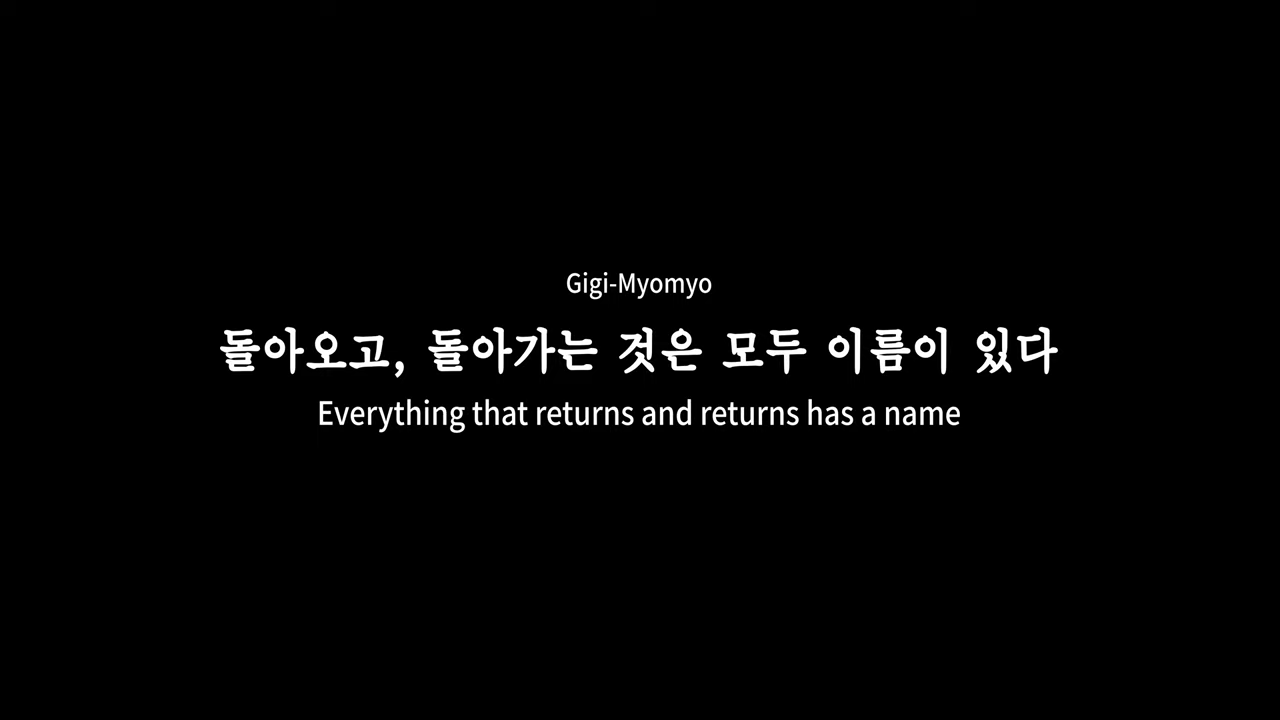 Gigi-Myomyo
돌아오고, 돌아가는 것은 모두 이름이 있다
Everything that returns and returns has a name